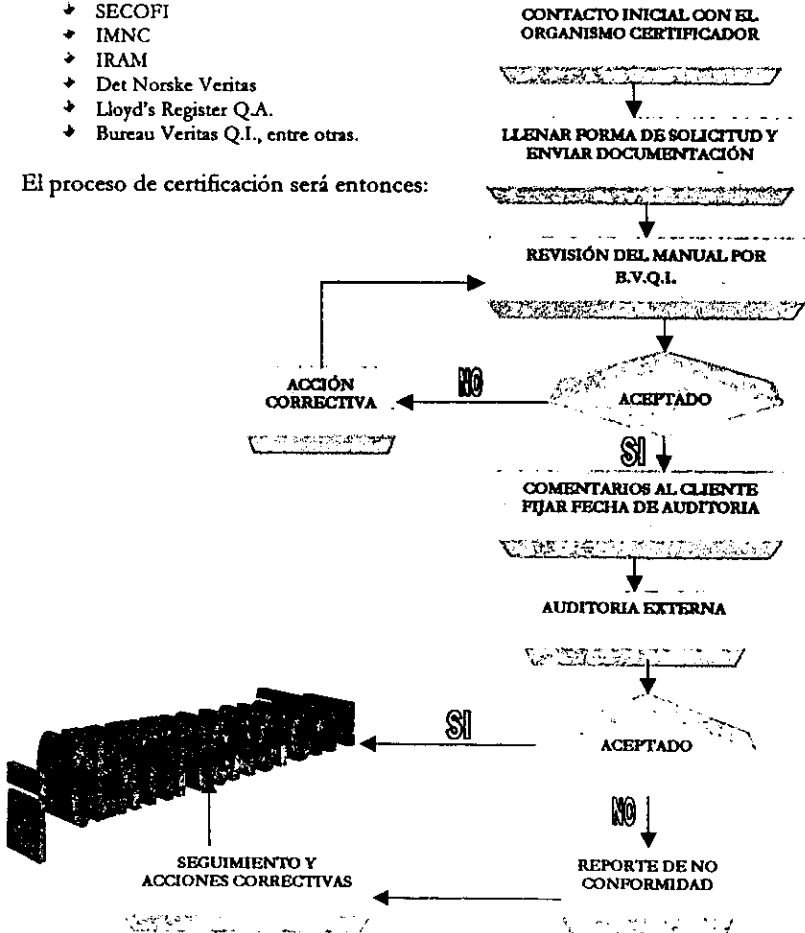 SECOFI
IMNC
IRAM
Det Norske Veritas
Lloyd's Register Q.A.
Bureau Veritas Q.I., entre otras.
El proceso de certificación será entonces:
CONTACTO INICIAL CON EL
ORGANISMO CERTIFICADOR
LLENAR FORMA DE SOLICITUD Y
ENVIAR DOCUMENTACIÓN
REVISIÓN DEL MANUAL POR
B.V.Q.I.
ACEPTADO
NO
ACCIÓN
CORRECTIVA
SI
COMENTARIOS AL CLIENTE
FIJAR FECHA DE AUDITORIA
AUDITORIA EXTERNA
ACEPTADO
SI
NO
REPORTE DE NO
CONFORMIDAD
SEGUIMIENTO Y
ACCIONES CORRECTIVAS